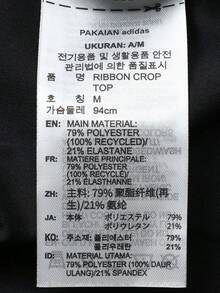 PAKAIAN adidas
UKURAN: A/M
전기용품 및 생활용품 안전
관리법에 의한 품질표시
품 명 RIBBON CROP
TOP
호 칭 M
가슴둘레 94cm
EN: MAIN MATERIAL:
79% POLYESTER
(100% RECYCLED)/
21% ELASTANE
FR: MATIERE PRINCIPALE:
79% POLYESTER
(100% RECYCLE)/
21% ELASTHANNE
ZH: 主料: 79% 聚酯纤维(再
生)/21% 氨纶
JA: 本体 ポリエステル 79%
ポリウレタン 21%
KO: 주소재: 폴리에스터 79%
폴리우레탄 21%
ID: MATERIAL UTAMA:
79% POLYESTER (100% DAUR
ULANG)/21% SPANDEX